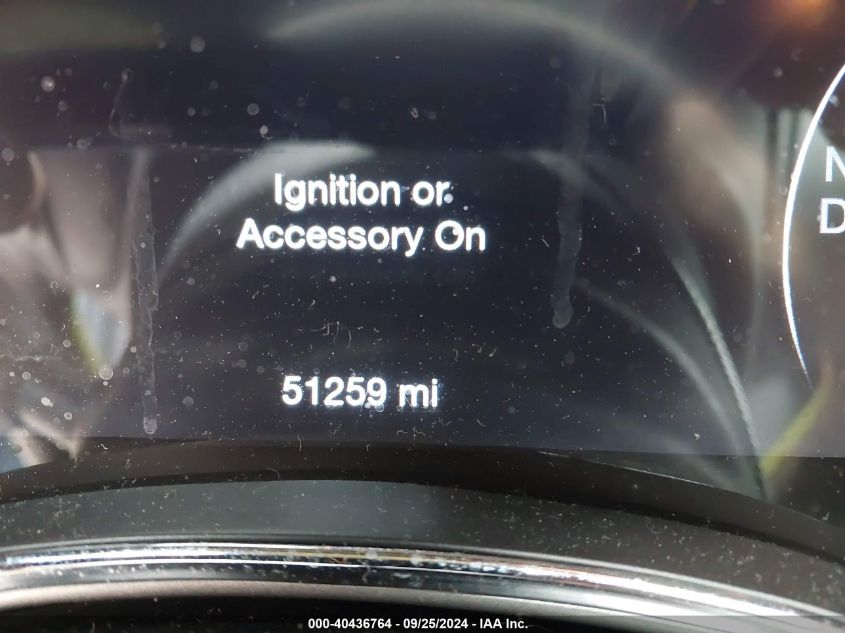 Ignition or
Accessory On
N
D
51259 mi
000-40436764 - 09/25/2024 - IAA Inc.